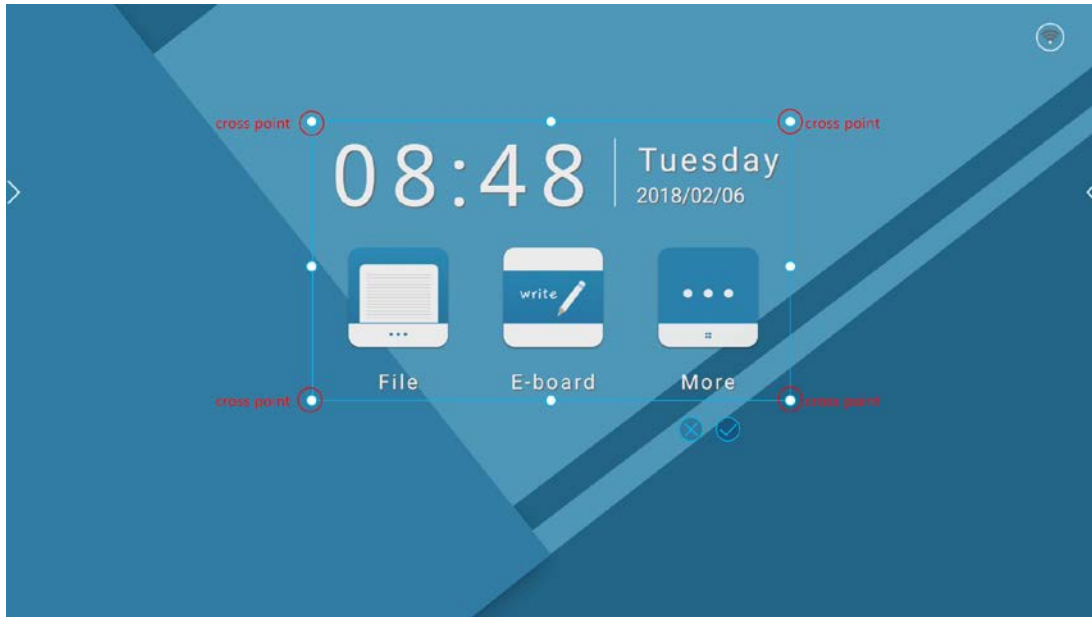 cross point
cross point
08:48
Tuesday
2018/02/06
write
File
E-board
More
cross point
cross point